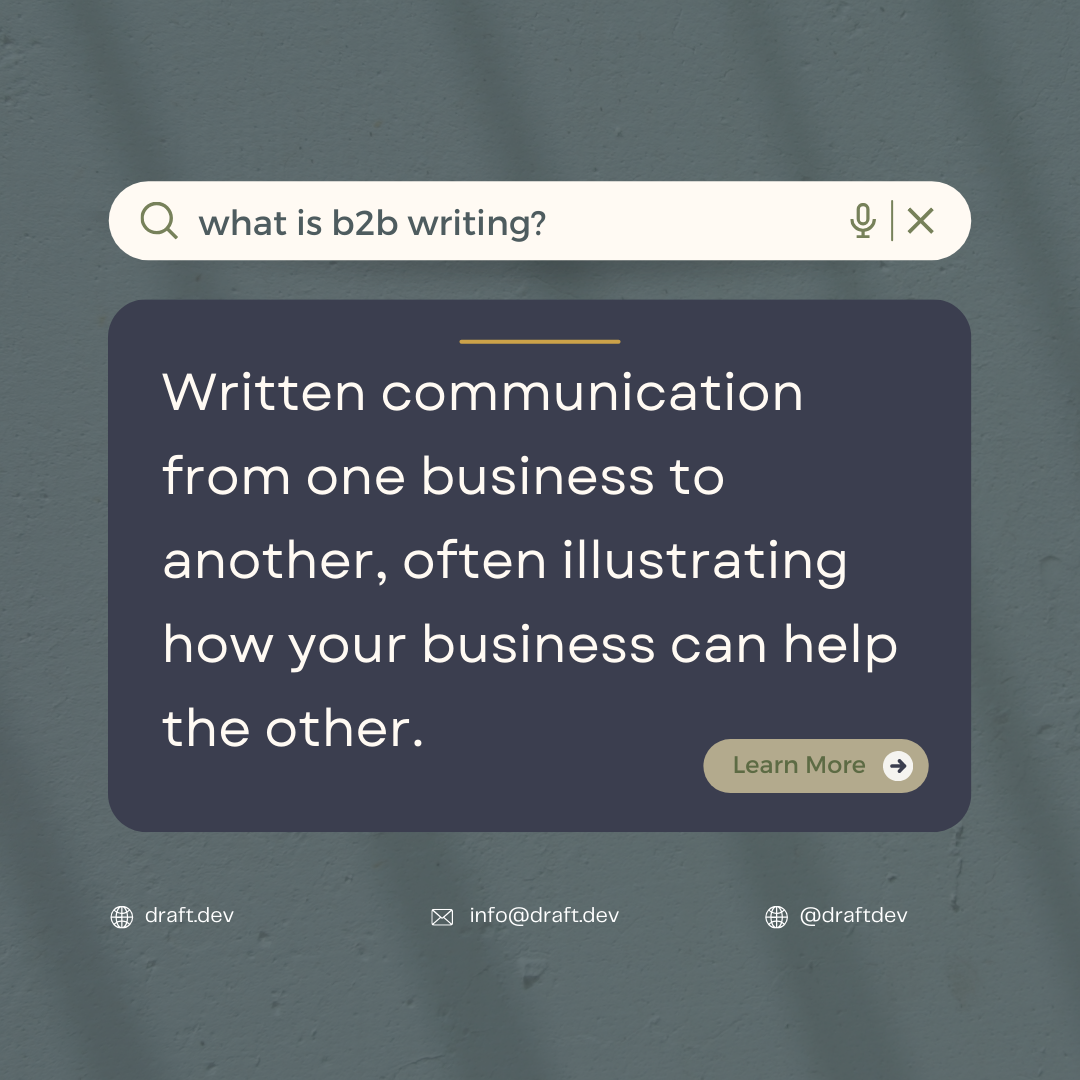 what is b2b writing?
Written communication
from one business to
another, often illustrating
how your business can help
the other.
Learn More
draft.dev
info@draft.dev
@draftdev